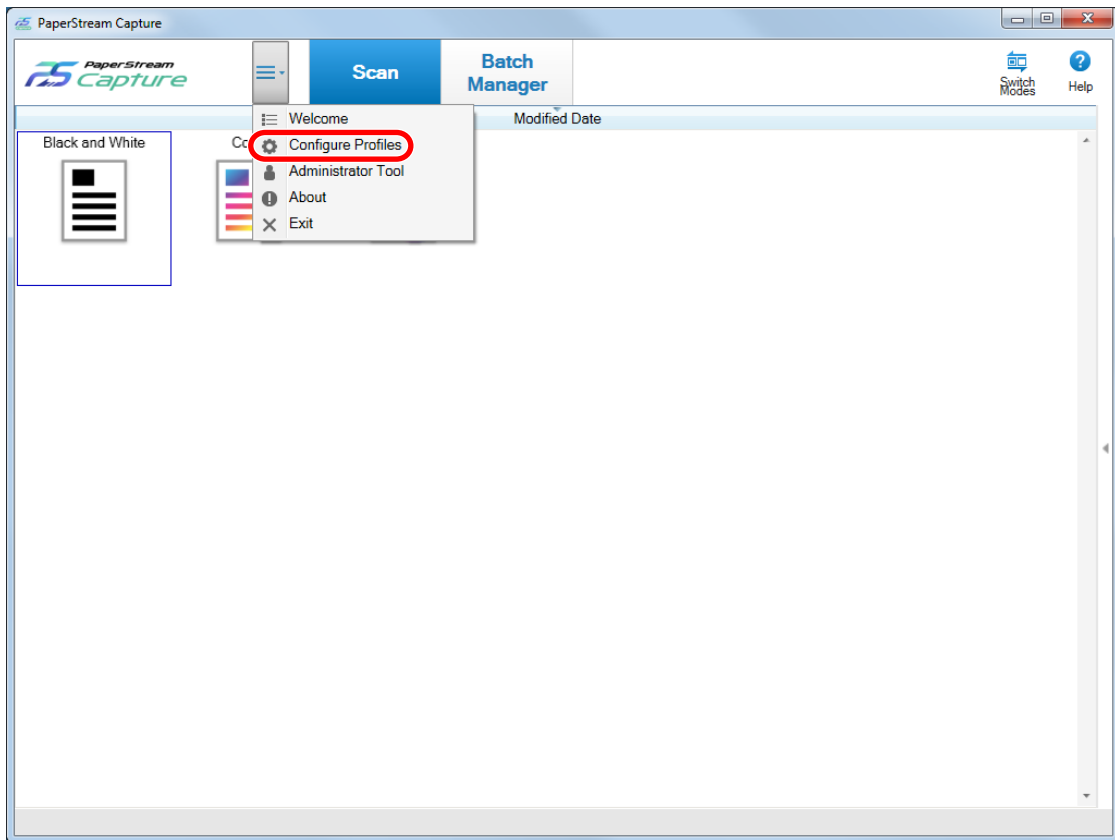 PaperStream Capture
PaperStream
Capture
Scan
Batch
Manager
Switch
Modes
Help
Modified Date
Welcome
Configure Profiles
Administrator Tool
About
Exit
Black and White
Co